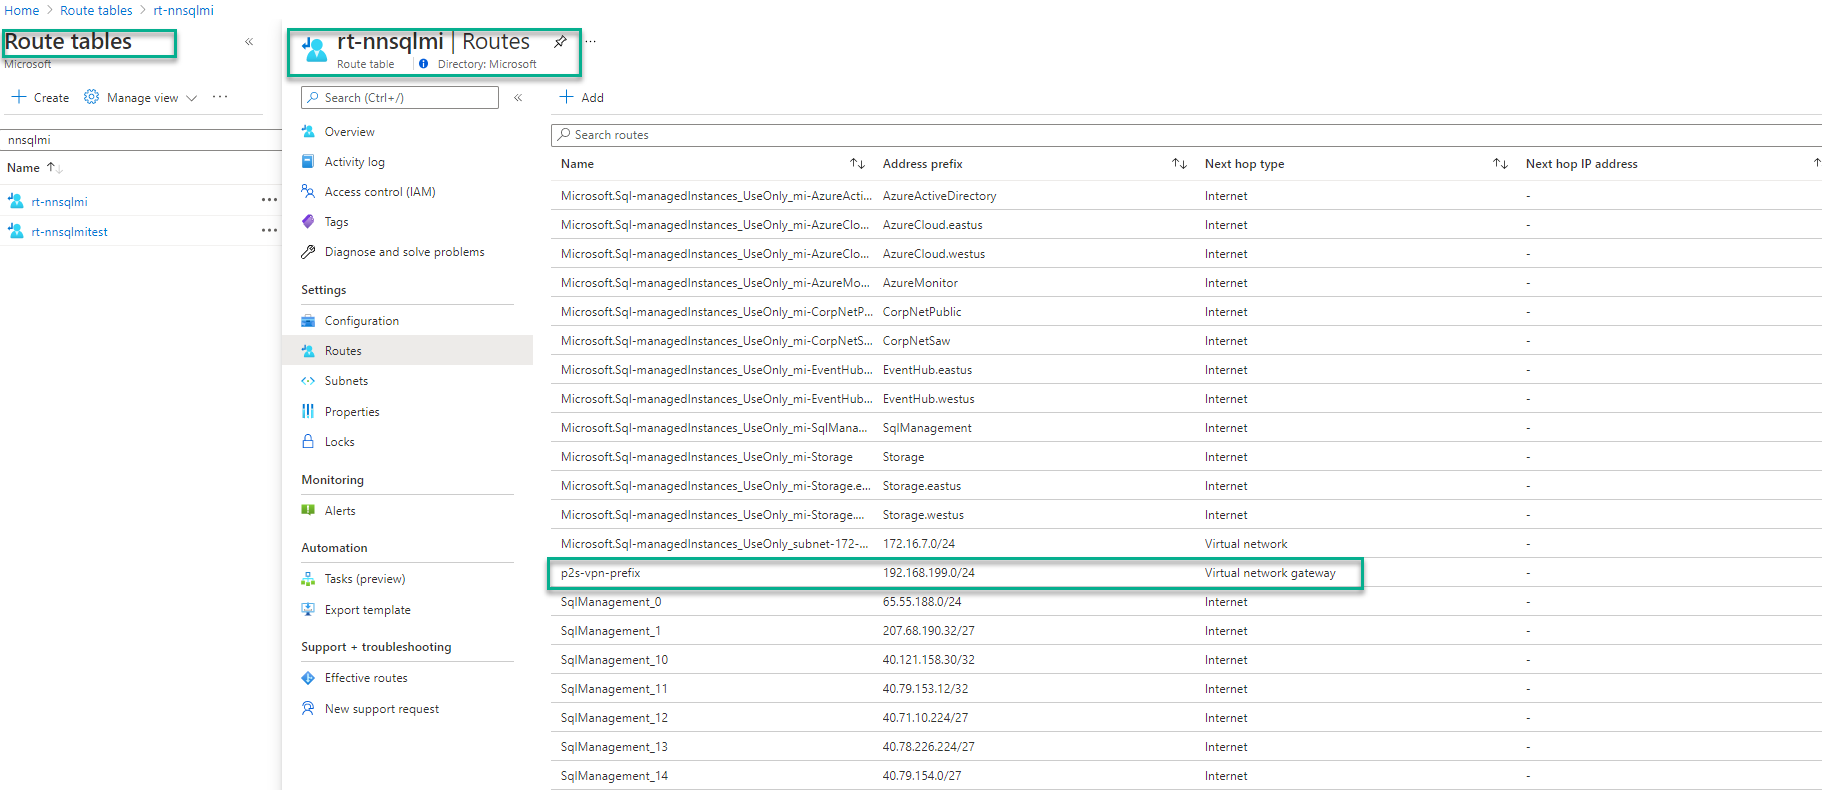 Home > Route tables > rt-nnsqlmi
Route tables
Microsoft
Create Manage view ...
nnsqlmi
Name
rt-nnsqlmi ...
rt-nnsqlmitest ...
rt-nnsqlmi | Routes ...
Route table Directory: Microsoft
Search (Ctrl+/)
Overview
Activity log
Access control (IAM)
Tags
Diagnose and solve problems
Settings
Configuration
Routes
Subnets
Properties
Locks
Monitoring
Alerts
Automation
Tasks (preview)
Export template
Support + troubleshooting
Effective routes
New support request
Add
Search routes
Name Address prefix Next hop type Next hop IP address
Microsoft.Sql-managedInstances_UseOnly_mi-AzureActi... AzureActiveDirectory Internet -
Microsoft.Sql-managedInstances_UseOnly_mi-AzureClo... AzureCloud.eastus Internet -
Microsoft.Sql-managedInstances_UseOnly_mi-AzureClo... AzureCloud.westus Internet -
Microsoft.Sql-managedInstances_UseOnly_mi-AzureMo... AzureMonitor Internet -
Microsoft.Sql-managedInstances_UseOnly_mi-CorpNetP... CorpNetPublic Internet -
Microsoft.Sql-managedInstances_UseOnly_mi-CorpNetS... CorpNetSaw Internet -
Microsoft.Sql-managedInstances_UseOnly_mi-EventHub... EventHub.eastus Internet -
Microsoft.Sql-managedInstances_UseOnly_mi-EventHub... EventHub.westus Internet -
Microsoft.Sql-managedInstances_UseOnly_mi-SqlMana... SqlManagement Internet -
Microsoft.Sql-managedInstances_UseOnly_mi-Storage Storage Internet -
Microsoft.Sql-managedInstances_UseOnly_mi-Storage.e... Storage.eastus Internet -
Microsoft.Sql-managedInstances_UseOnly_mi-Storage.... Storage.westus Internet -
Microsoft.Sql-managedInstances_UseOnly_subnet-172-... 172.16.7.0/24 Virtual network -
p2s-vpn-prefix 192.168.199.0/24 Virtual network gateway -
SqlManagement_0 65.55.188.0/24 Internet -
SqlManagement_1 207.68.190.32/27 Internet -
SqlManagement_10 40.121.158.30/32 Internet -
SqlManagement_11 40.79.153.12/32 Internet -
SqlManagement_12 40.71.10.224/27 Internet -
SqlManagement_13 40.78.226.224/27 Internet -
SqlManagement_14 40.79.154.0/27 Internet -